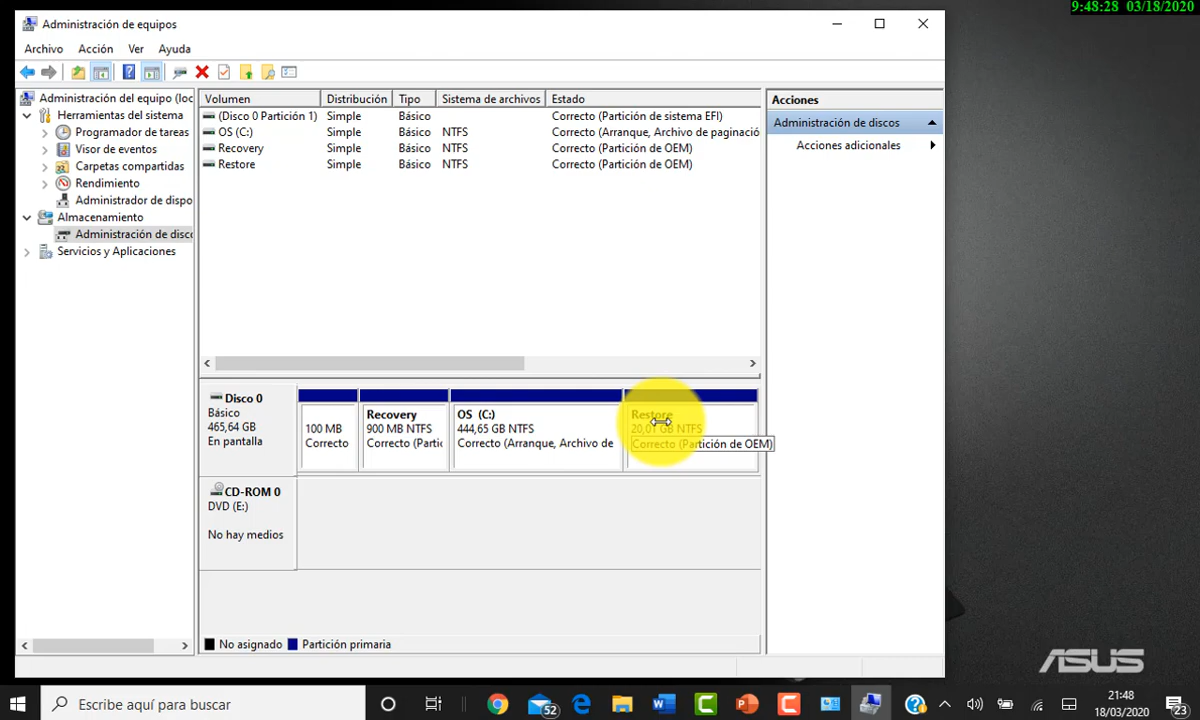 9:48:28 03/18/2020
Administración de equipos
Archivo Acción Ver Ayuda
Administración del equipo (loc
Herramientas del sistema
Programador de tareas
Visor de eventos
Carpetas compartidas
Rendimiento
Administrador de dispo
Almacenamiento
Administración de disco
Servicios y Aplicaciones
Volumen Distribución Tipo Sistema de archivos Estado
(Disco 0 Partición 1) Simple Básico Correcto (Partición de sistema EFI)
OS (C:) Simple Básico NTFS Correcto (Arranque, Archivo de paginació
Recovery Simple Básico NTFS Correcto (Partición de OEM)
Restore Simple Básico NTFS Correcto (Partición de OEM)
Acciones
Administración de discos
Acciones adicionales
Disco 0
Básico
465,64 GB
En pantalla
100 MB
Correcto
Recovery
900 MB NTFS
Correcto (Partic
OS (C:)
444,65 GB NTFS
Correcto (Arranque, Archivo de
Restore
20,01 GB NTFS
Correcto (Partición de OEM)
CD-ROM 0
DVD (E:)
No hay medios
No asignado Partición primaria
ASUS
Escribe aquí para buscar
52
21:48
18/03/2020
23